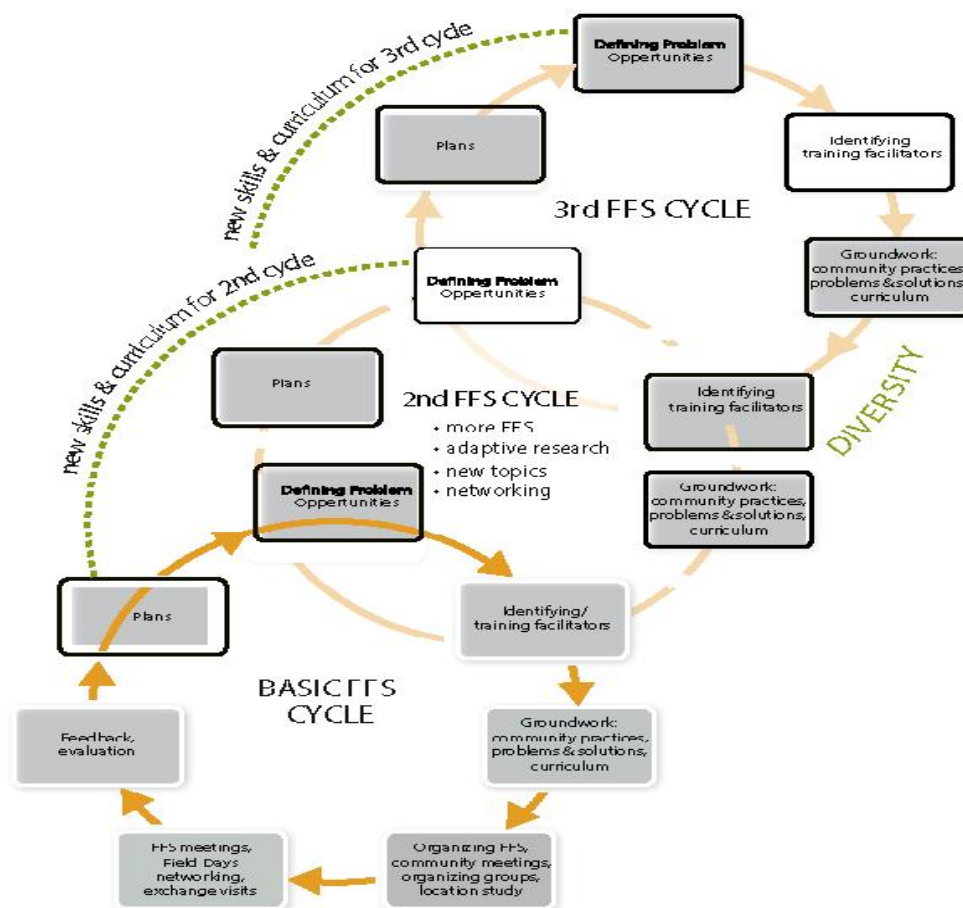 new skills & curriculum for 3rd cycle
Defining Problem
Opportunities
Plans
Identifying
training facilitators
3rd FFS CYCLE
Groundwork:
community practices
problems & solutions
curriculum
new skills & curriculum for 2nd cycle
Defining Problem
Opportunities
Plans
2nd FFS CYCLE
• more FFS
• adaptive research
• new topics
• networking
Identifying
training facilitators
DIVERSITY
Groundwork:
community practices,
problems & solutions,
curriculum
Defining Problem
Opportunities
Plans
Identifying/
training facilitators
BASIC FFS
CYCLE
Feedback,
evaluation
Groundwork:
community practices,
problems & solutions,
curriculum
FFS meetings,
Field Days
networking,
exchange visits
Organizing FFS,
community meetings,
organizing groups,
location study